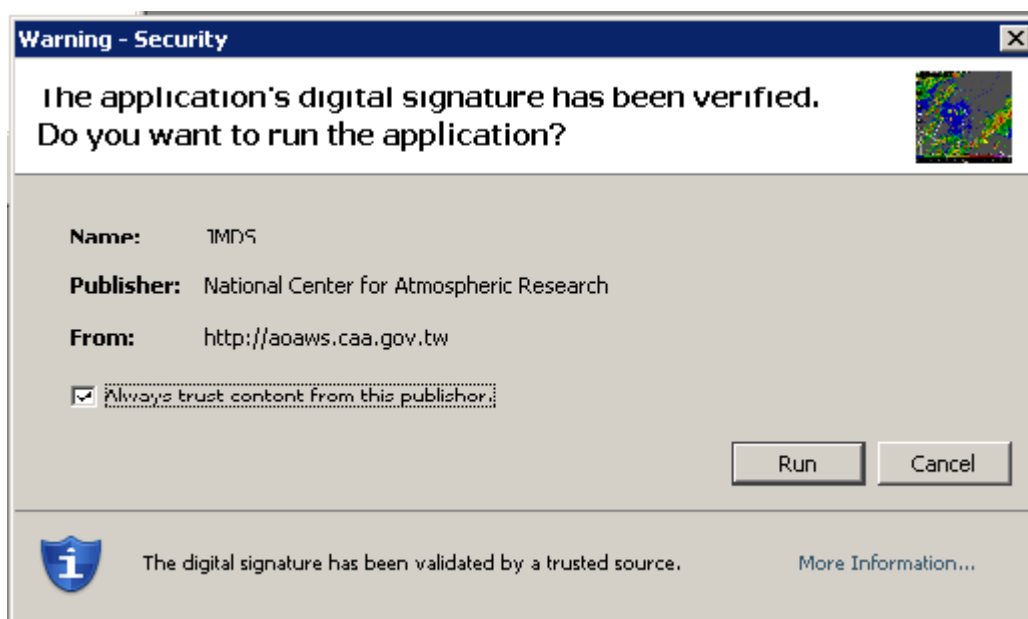 Warning - Security
The application's digital signature has been verified.
Do you want to run the application?
Name: JMDS
Publisher: National Center for Atmospheric Research
From: http://aoaws.caa.gov.tw
Always trust content from this publisher.
Run Cancel
The digital signature has been validated by a trusted source. More Information...